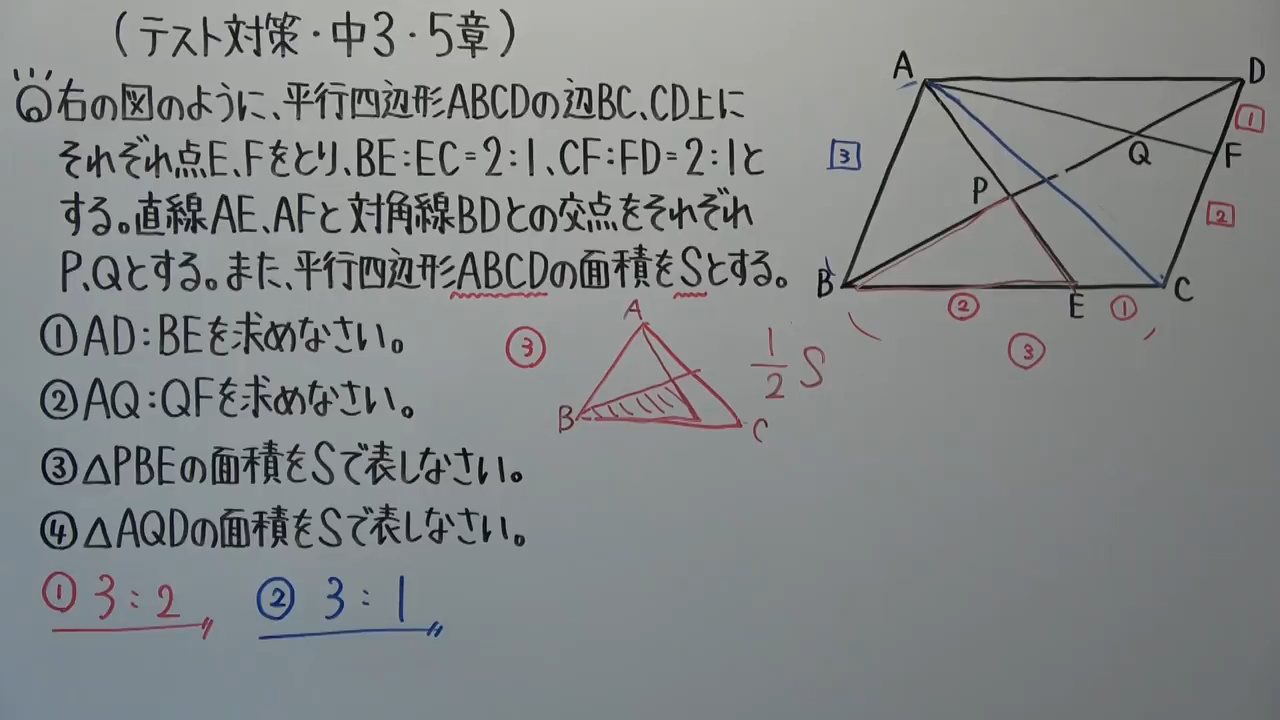 (テスト対策・中3・5章)
Q 右の図のように、平行四辺形ABCDの辺BC、CD上に
それぞれ点E、Fをとり、BE:EC=2:1、CF:FD=2:1と
する。直線AE、AFと対角線BDとの交点をそれぞれ
P、Qとする。また、平行四辺形ABCDの面積をSとする。
①AD:BEを求めなさい。
②AQ:QFを求めなさい。
③△PBEの面積をSで表しなさい。
④△AQDの面積をSで表しなさい。
① 3:2
② 3:1
③
A
B
C
1/2 S
A
D
1
3
Q
F
P
2
B
E
C
②
①
③